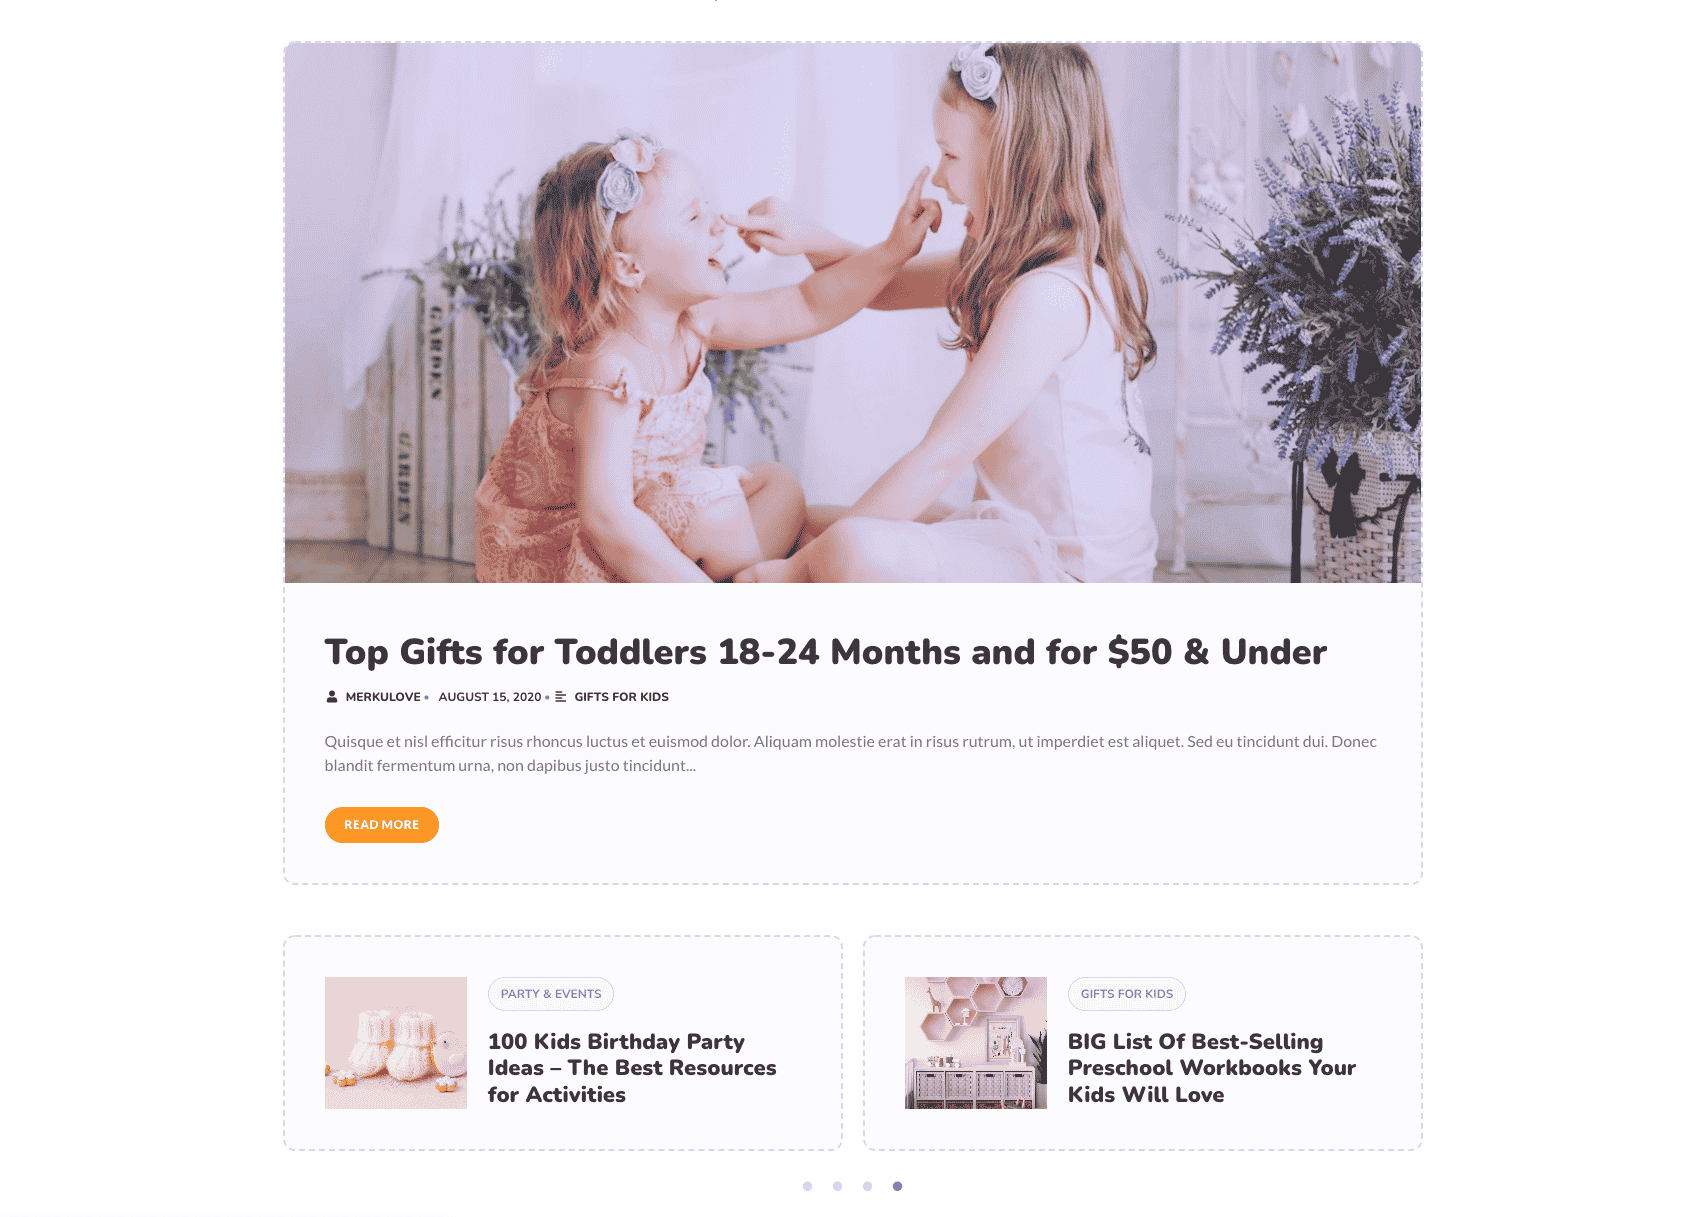 GARDEN
GARDEN
Top Gifts for Toddlers 18-24 Months and for $50 & Under
MERKULOVE • AUGUST 15, 2020 • GIFTS FOR KIDS
Quisque et nisl efficitur risus rhoncus luctus et euismod dolor. Aliquam molestie erat in risus rutrum, ut imperdiet est aliquet. Sed eu tincidunt dui. Donec
blandit fermentum urna, non dapibus justo tincidunt...
READ MORE
PARTY & EVENTS
100 Kids Birthday Party
Ideas – The Best Resources
for Activities
GIFTS FOR KIDS
BIG List Of Best-Selling
Preschool Workbooks Your
Kids Will Love